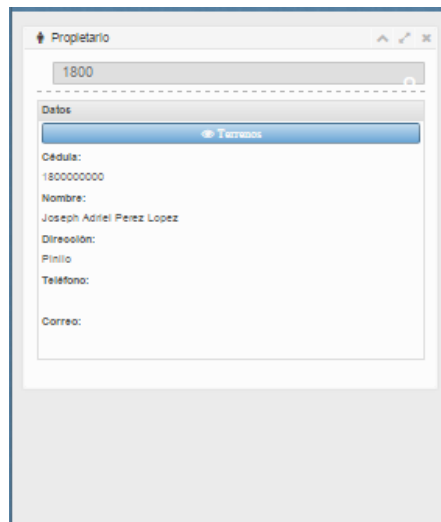 Propietario
1800
Datos
Terrenos
Cédula:
1800000000
Nombre:
Joseph Adriel Perez Lopez
Dirección:
Pinllo
Teléfono:
Correo: